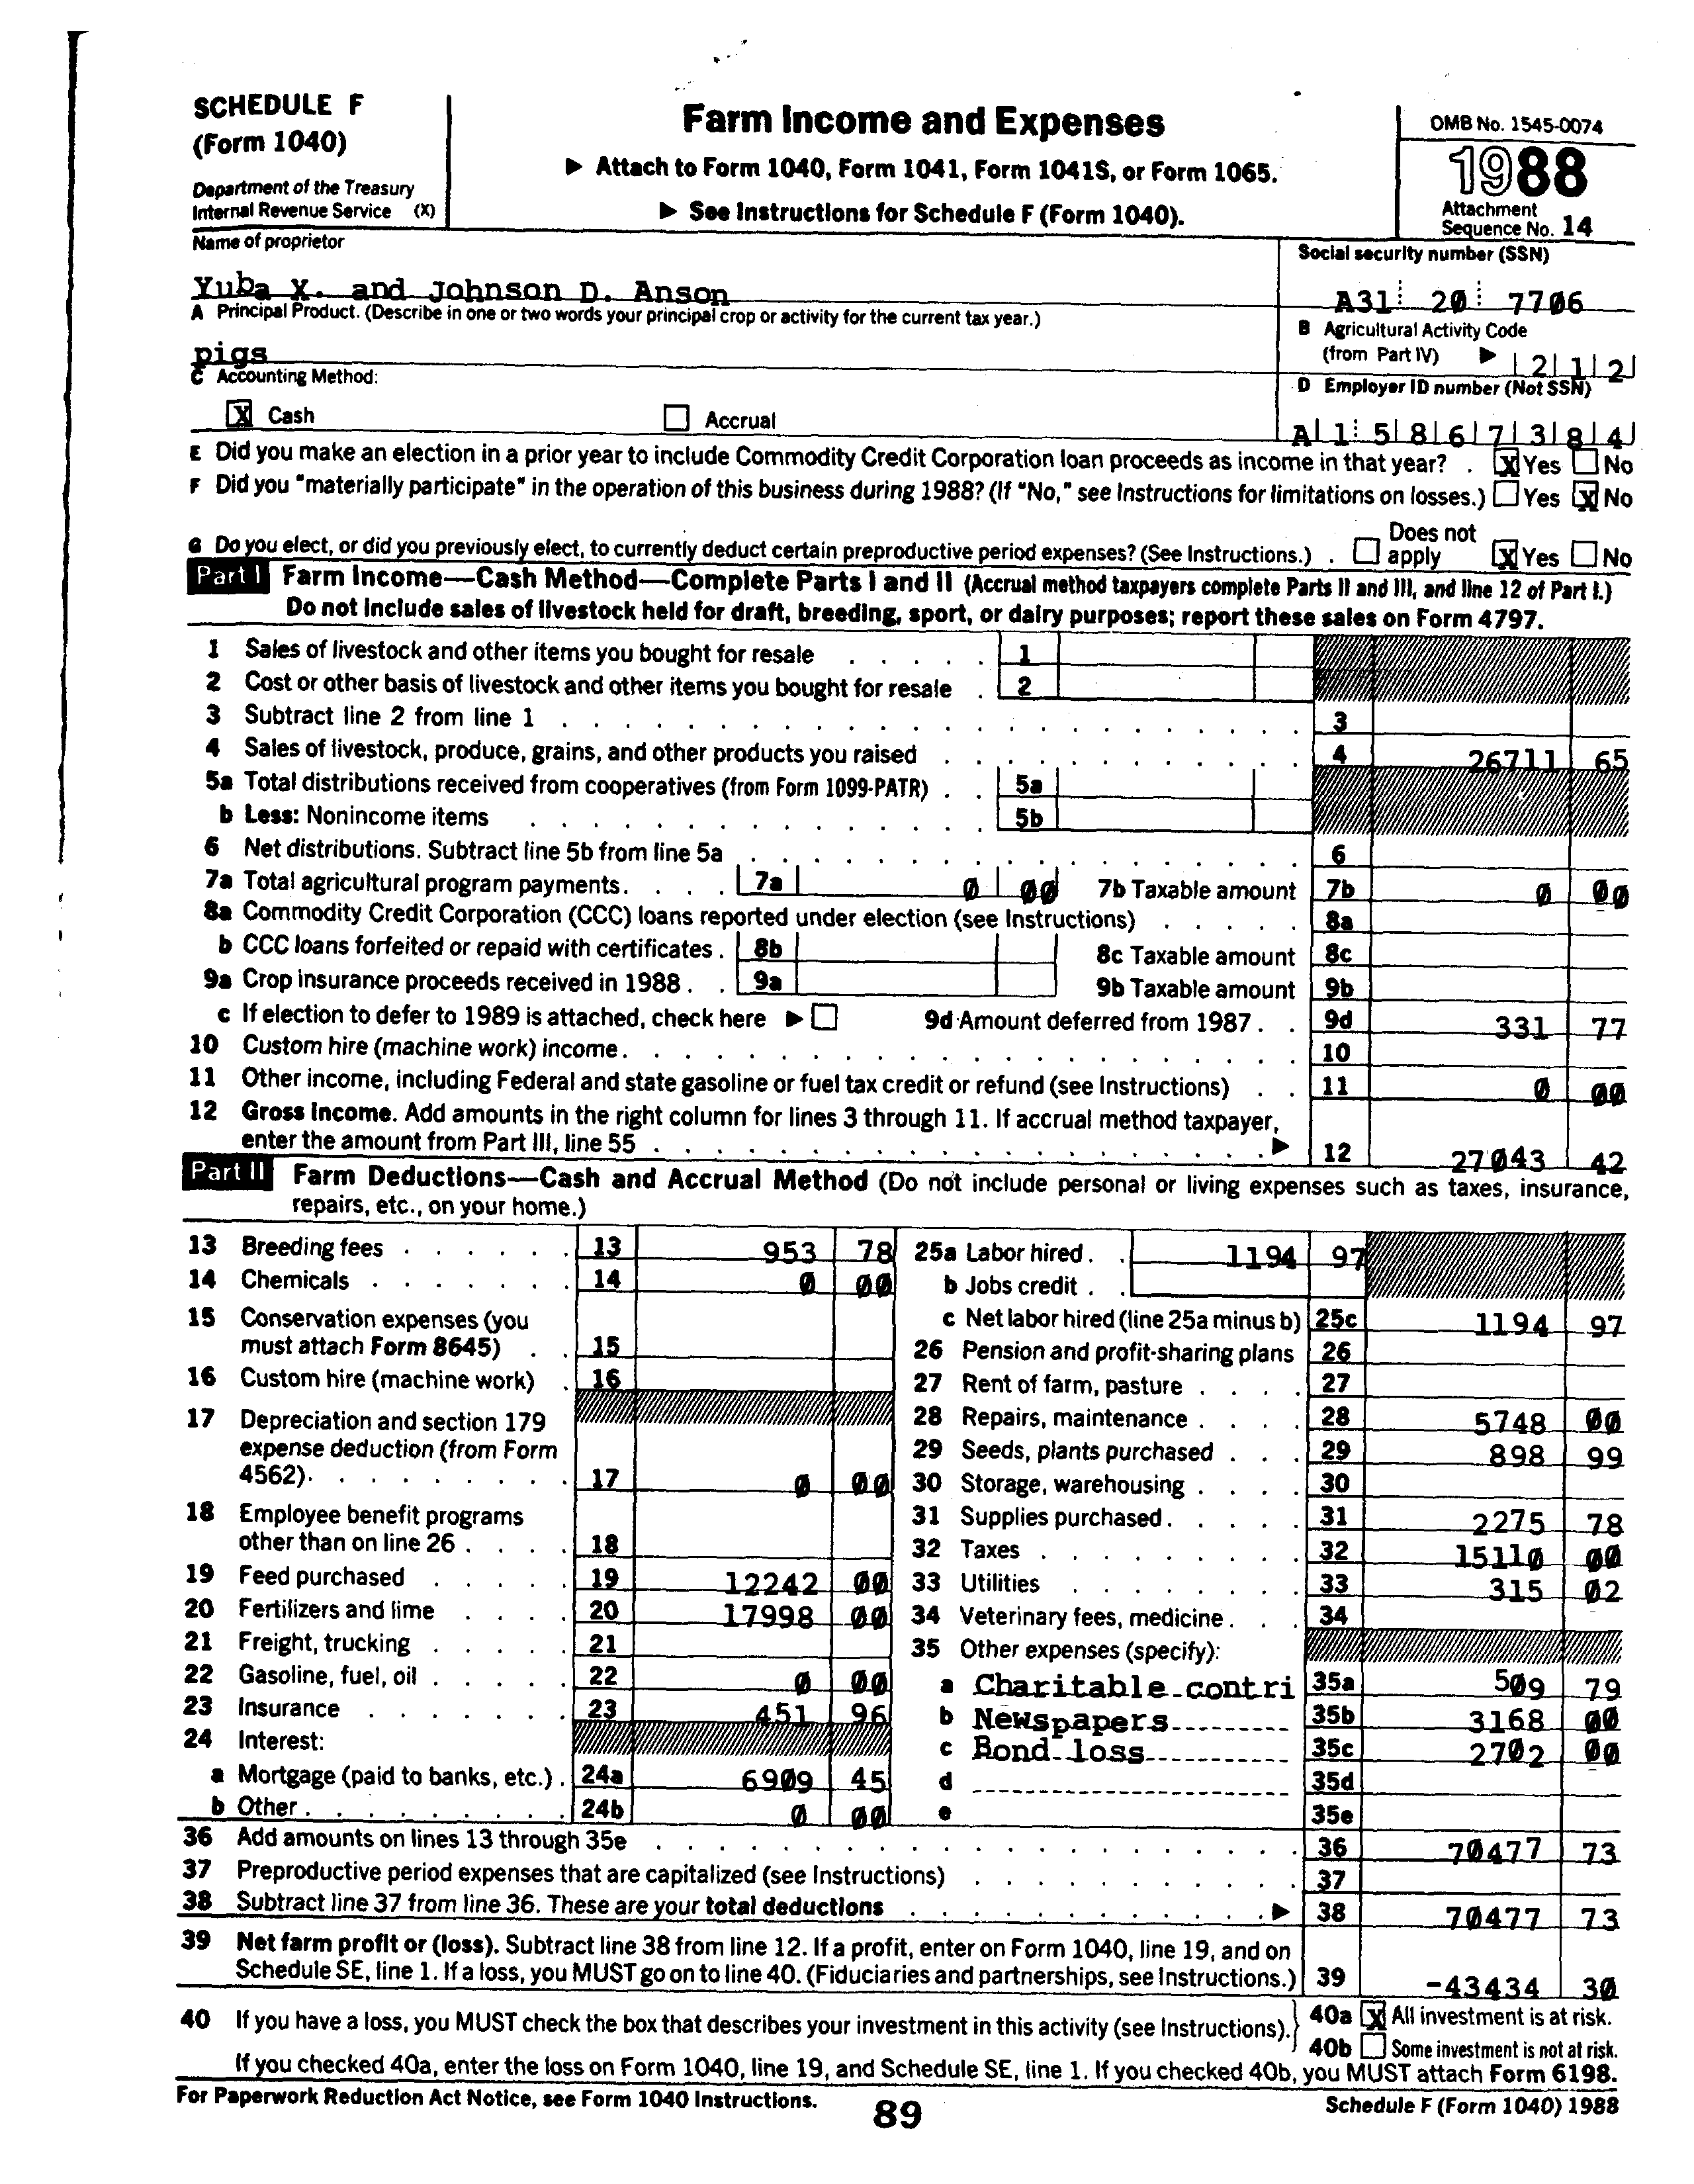 SCHEDULE F
(Form 1040)
Department of the Treasury
Internal Revenue Service (X)
Farm Income and Expenses
▶ Attach to Form 1040, Form 1041, Form 1041S, or Form 1065.
▶ See Instructions for Schedule F (Form 1040).
OMB No. 1545-0074
1988
Attachment
Sequence No. 14
Name of proprietor
Yuba X. and Johnson D. Anson
Social security number (SSN)
A31 20 7706
A Principal Product. (Describe in one or two words your principal crop or activity for the current tax year.)
pigs
B Agricultural Activity Code
(from Part IV) ▶ 2 1 2
C Accounting Method:
X Cash Accrual
D Employer ID number (Not SSN)
A 1 5 8 6 7 3 8 4
E Did you make an election in a prior year to include Commodity Credit Corporation loan proceeds as income in that year? . X Yes No
F Did you "materially participate" in the operation of this business during 1988? (If "No," see Instructions for limitations on losses.) Yes X No
G Do you elect, or did you previously elect, to currently deduct certain preproductive period expenses? (See Instructions.) . Does not apply X Yes No
Part I Farm Income—Cash Method—Complete Parts I and II (Accrual method taxpayers complete Parts II and III, and line 12 of Part I.)
Do not include sales of livestock held for draft, breeding, sport, or dairy purposes; report these sales on Form 4797.
1 Sales of livestock and other items you bought for resale 1
2 Cost or other basis of livestock and other items you bought for resale 2
3 Subtract line 2 from line 1 3
4 Sales of livestock, produce, grains, and other products you raised 4 26711 65
5a Total distributions received from cooperatives (from Form 1099-PATR) 5a
b Less: Nonincome items 5b
6 Net distributions. Subtract line 5b from line 5a 6
7a Total agricultural program payments 7a 0 00 7b Taxable amount 7b 0 00
8a Commodity Credit Corporation (CCC) loans reported under election (see Instructions) 8a
b CCC loans forfeited or repaid with certificates 8b 8c Taxable amount 8c
9a Crop insurance proceeds received in 1988 9a 9b Taxable amount 9b
c If election to defer to 1989 is attached, check here ▶ 9d Amount deferred from 1987 9d 331 77
10 Custom hire (machine work) income 10
11 Other income, including Federal and state gasoline or fuel tax credit or refund (see Instructions) 11 0 00
12 Gross income. Add amounts in the right column for lines 3 through 11. If accrual method taxpayer,
enter the amount from Part III, line 55 ▶ 12 27043 42
Part II Farm Deductions—Cash and Accrual Method (Do not include personal or living expenses such as taxes, insurance,
repairs, etc., on your home.)
13 Breeding fees 13 953 78
14 Chemicals 14 0 00
15 Conservation expenses (you
must attach Form 8645) 15
16 Custom hire (machine work) 16
17 Depreciation and section 179
expense deduction (from Form
4562) 17 0 00
18 Employee benefit programs
other than on line 26 18
19 Feed purchased 19 12242 00
20 Fertilizers and lime 20 17998 00
21 Freight, trucking 21
22 Gasoline, fuel, oil 22 0 00
23 Insurance 23 451 96
24 Interest:
a Mortgage (paid to banks, etc.) 24a 6909 45
b Other 24b 0 00
25a Labor hired 1194 97
b Jobs credit
c Net labor hired (line 25a minus b) 25c 1194 97
26 Pension and profit-sharing plans 26
27 Rent of farm, pasture 27
28 Repairs, maintenance 28 5748 00
29 Seeds, plants purchased 29 898 99
30 Storage, warehousing 30
31 Supplies purchased 31 2275 78
32 Taxes 32 15110 00
33 Utilities 33 315 02
34 Veterinary fees, medicine 34
35 Other expenses (specify):
a Charitable contri 35a 509 79
b Newspapers 35b 3168 00
c Bond loss 35c 2702 00
d 35d
e 35e
36 Add amounts on lines 13 through 35e 36 70477 73
37 Preproductive period expenses that are capitalized (see Instructions) 37
38 Subtract line 37 from line 36. These are your total deductions ▶ 38 70477 73
39 Net farm profit or (loss). Subtract line 38 from line 12. If a profit, enter on Form 1040, line 19, and on
Schedule SE, line 1. If a loss, you MUST go on to line 40. (Fiduciaries and partnerships, see Instructions.) 39 -43434 30
40 If you have a loss, you MUST check the box that describes your investment in this activity (see Instructions). 40a X All investment is at risk.
40b Some investment is not at risk.
If you checked 40a, enter the loss on Form 1040, line 19, and Schedule SE, line 1. If you checked 40b, you MUST attach Form 6198.
For Paperwork Reduction Act Notice, see Form 1040 Instructions.
89
Schedule F (Form 1040) 1988